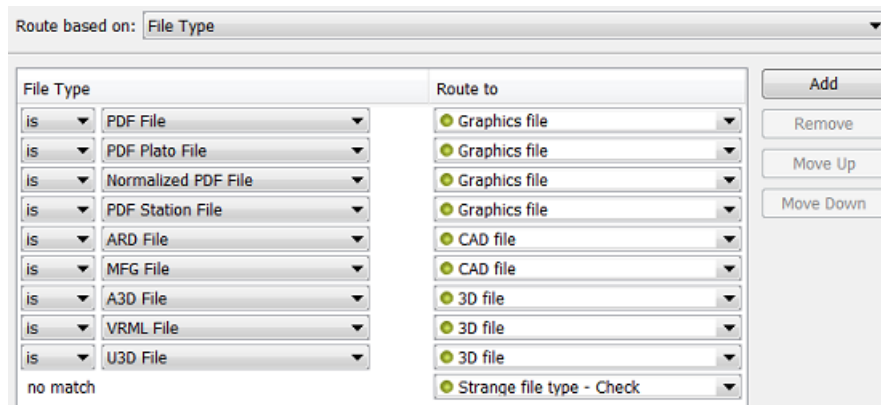 Route based on: File Type
File Type Route to Add
is PDF File Graphics file Remove
is PDF Plato File Graphics file Move Up
is Normalized PDF File Graphics file
is PDF Station File Graphics file Move Down
is ARD File CAD file
is MFG File CAD file
is A3D File 3D file
is VRML File 3D file
is U3D File 3D file
no match Strange file type - Check